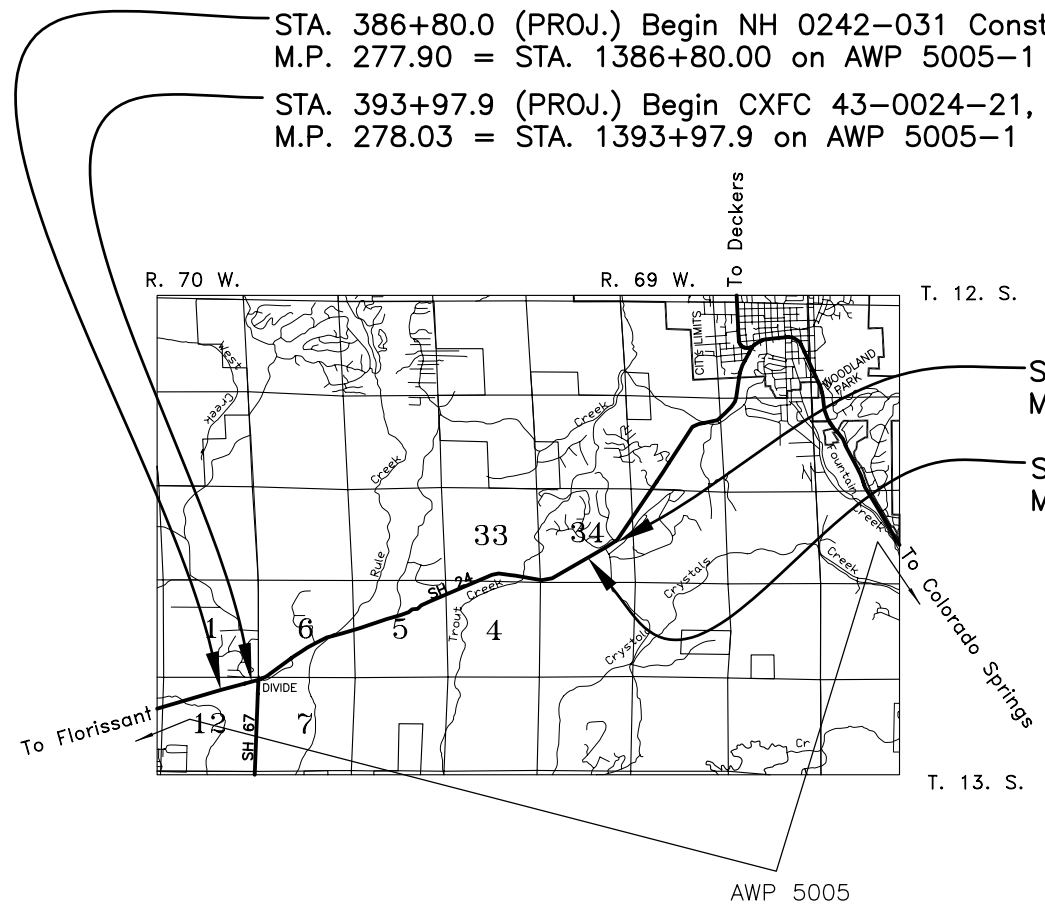 STA. 386+80.0 (PROJ.) Begin NH 0242-031 Const
M.P. 277.90 = STA. 1386+80.00 on AWP 5005-1
STA. 393+97.9 (PROJ.) Begin CXFC 43-0024-21,
M.P. 278.03 = STA. 1393+97.9 on AWP 5005-1
To Deckers
R. 70 W.
R. 69 W.
T. 12. S.
CITY LIMITS
West
Creek
WOODLAND
PARK
S
M
Creek
Creek
Fountain
Creek
S
M
33
34
Rule
SH 24
Creek
Trout
Crystals
Creek
To Colorado Springs
1
6
5
4
Crystola
DIVIDE
12
7
SH 67
To Florissant
Cr
T. 13. S.
AWP 5005